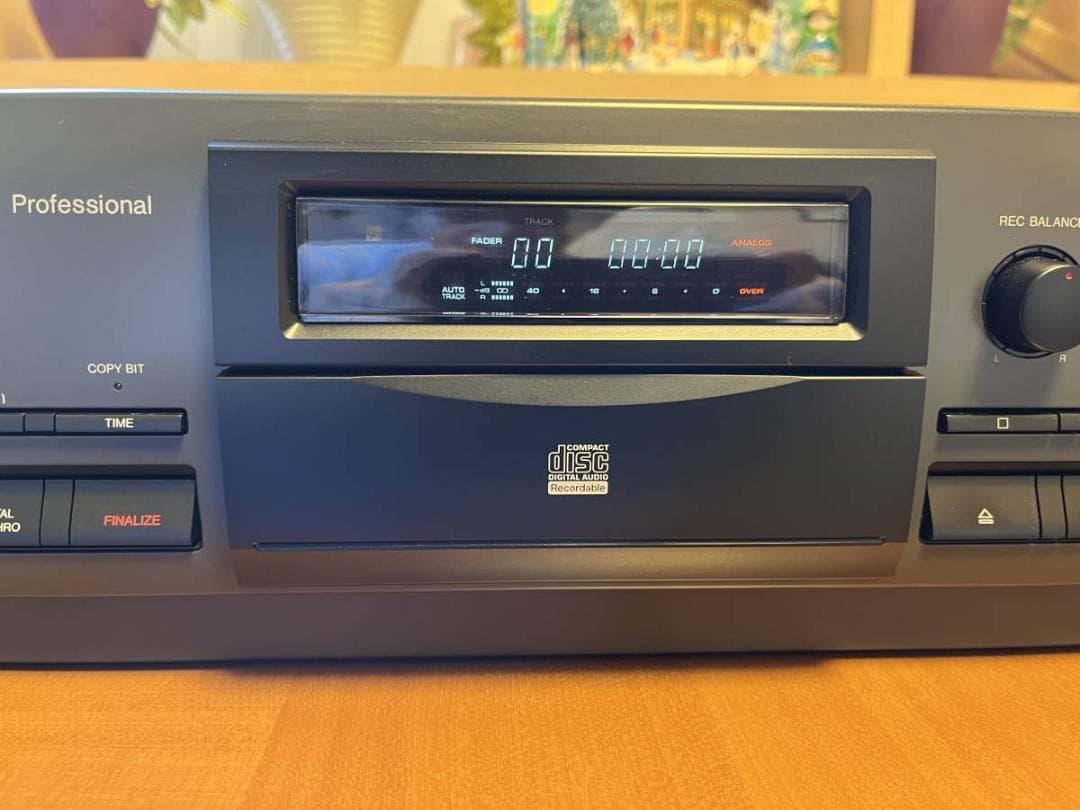 Professional
TRACK
FADER 00 00:00 ANALOG
AUTO TRACK
L
-dB ∞ 40 · 18 · 6 · 0 OVER
R
REC BALANCE
L R
COPY BIT
TIME
FINALIZE
COMPACT
disc
DIGITAL AUDIO
Recordable